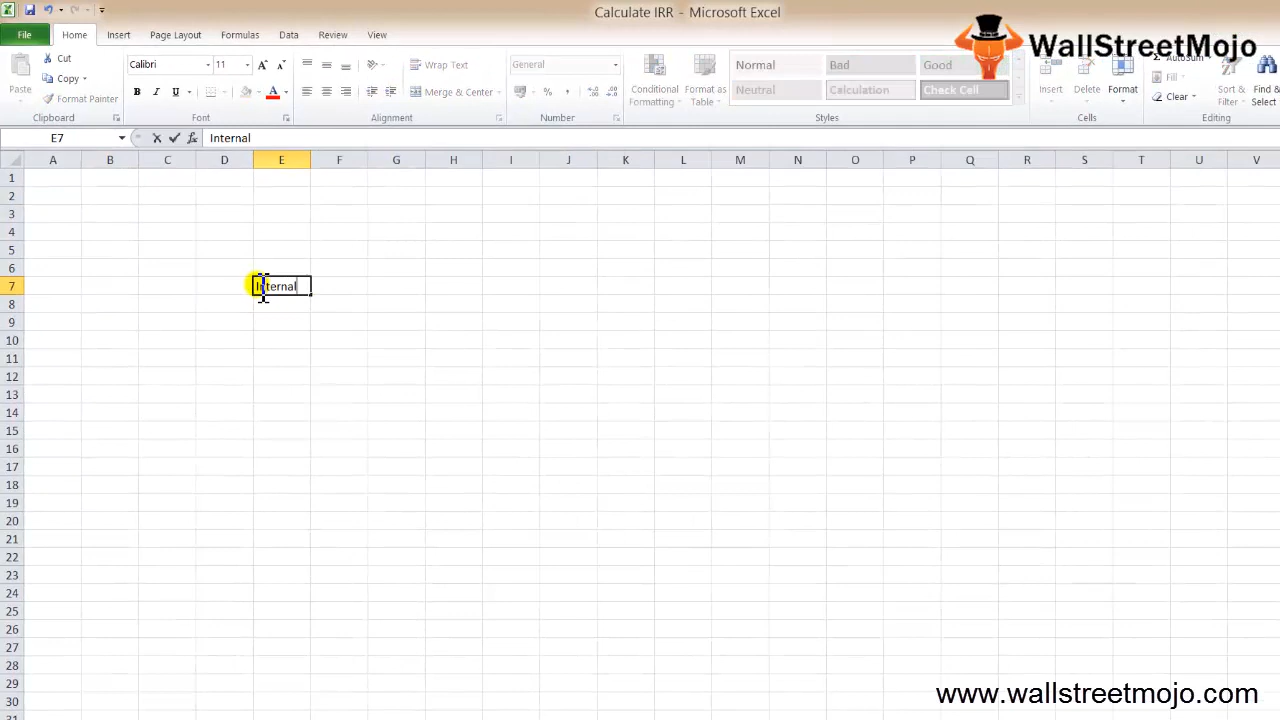 Calculate IRR - Microsoft Excel
File Home Insert Page Layout Formulas Data Review View
WallStreetMojo
Cut
Copy
Format Painter
Paste
Clipboard
Calibri 11
B I U A
Font
Wrap Text
Merge & Center
Alignment
General
$ % ,
Number
Conditional Formatting
Format as Table
Normal Bad Good
Neutral Calculation Check Cell
Styles
Insert Delete Format
Cells
AutoSum
Fill
Clear
Sort & Filter
Find & Select
Editing
E7 fx Internal
A B C D E F G H I J K L M N O P Q R S T U V
1
2
3
4
5
6
7 Internal
8
9
10
11
12
13
14
15
16
17
18
19
20
21
22
23
24
25
26
27
28
29
30
www.wallstreetmojo.com